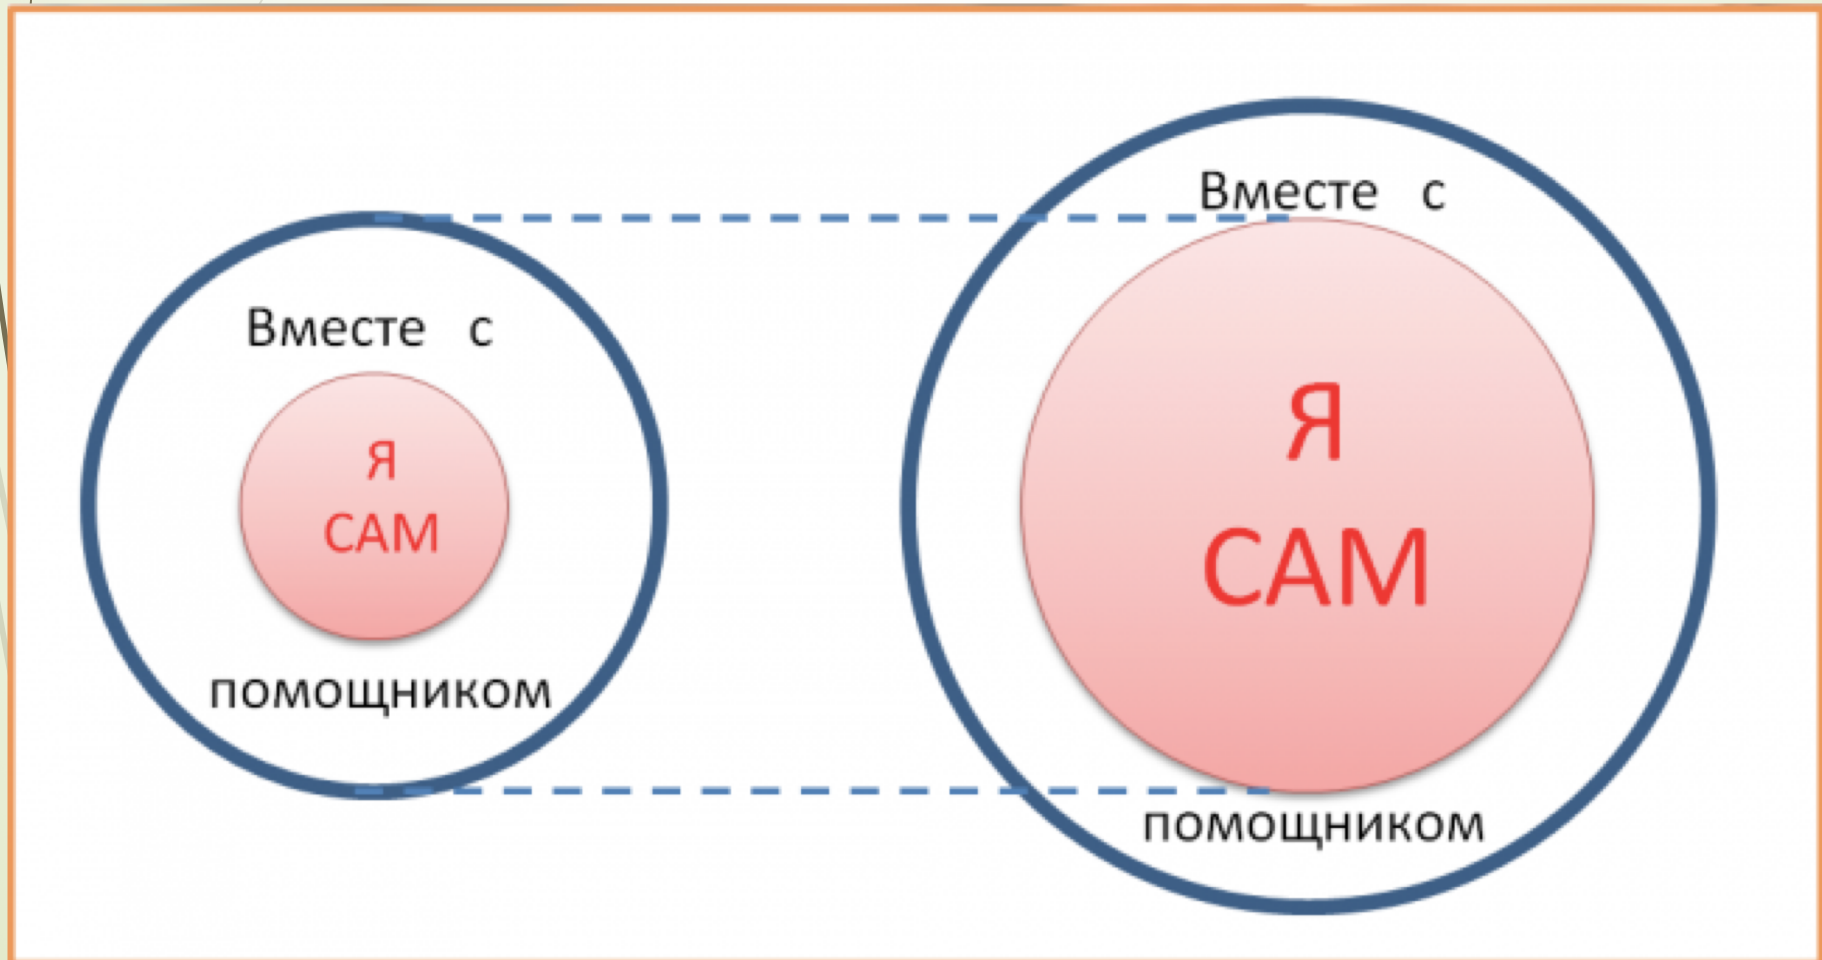 Вместе с
Я
САМ
помощником
Вместе с
Я
САМ
помощником